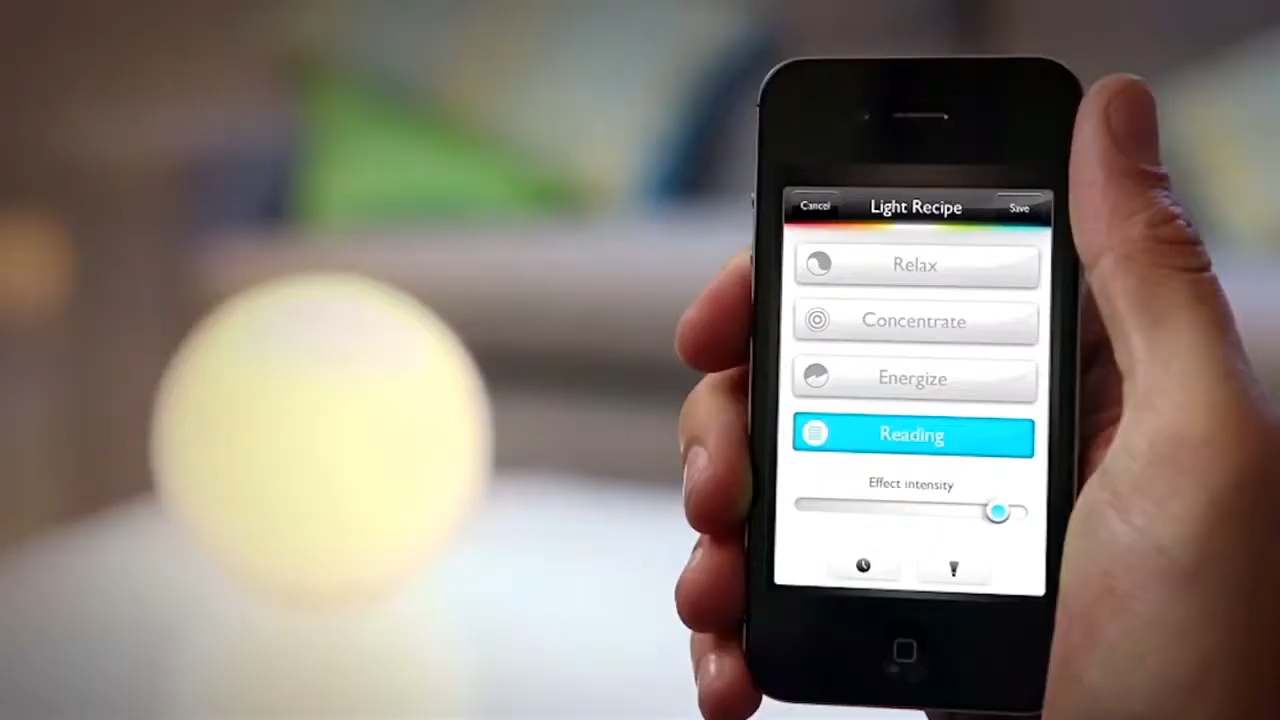 Cancel Light Recipe Save
Relax
Concentrate
Energize
Reading
Effect intensity